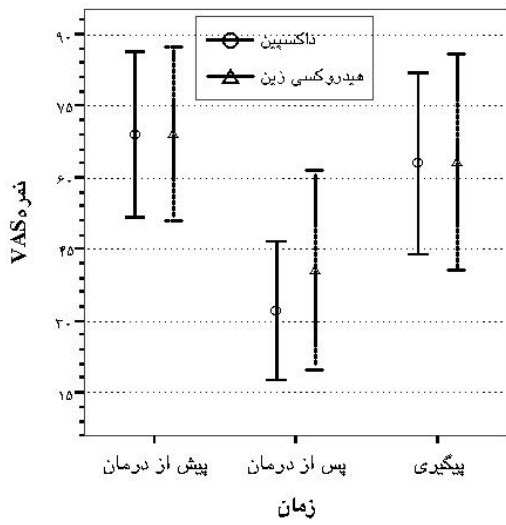 داکسپین
هیدروکسی زین
نمره VAS
۹۰
۷۵
۶۰
۴۵
۳۰
۱۵
پیش از درمان
پس از درمان
پیگیری
زمان